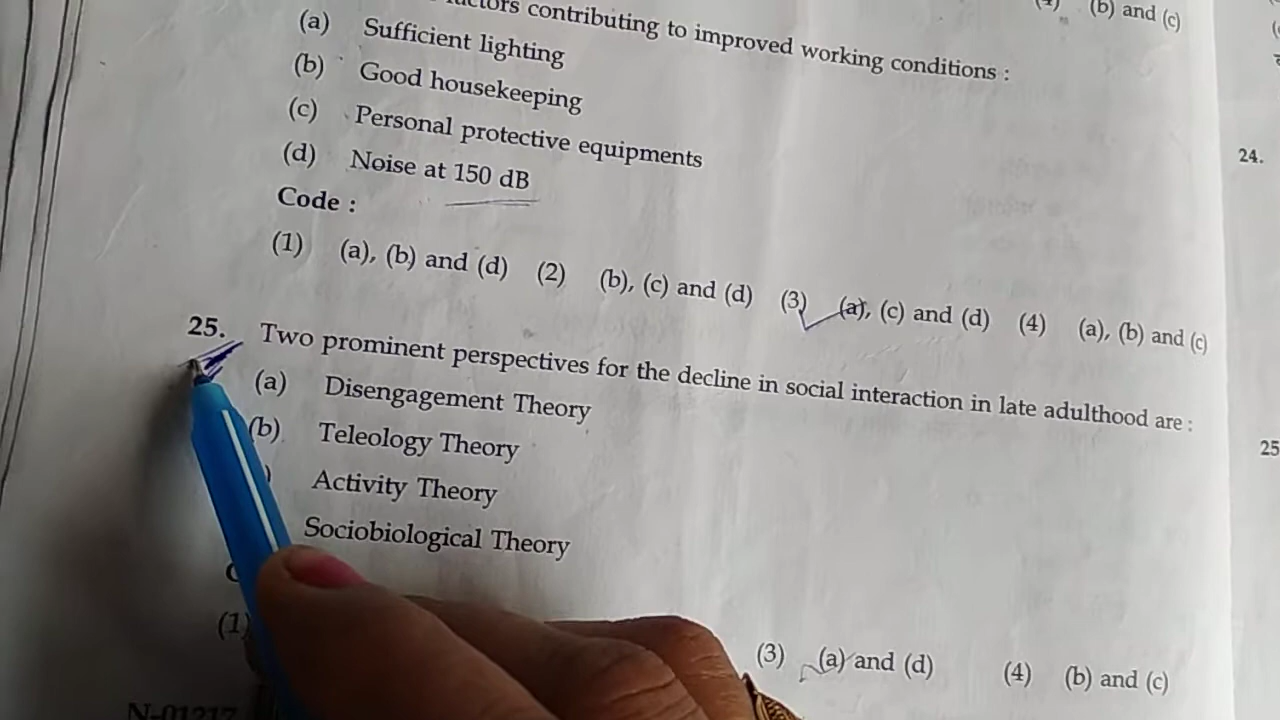 factors contributing to improved working conditions :
(b) and (c)
(a) Sufficient lighting
(b) Good housekeeping
(c) Personal protective equipments
(d) Noise at 150 dB
Code :
(1) (a), (b) and (d) (2) (b), (c) and (d) (3) (a), (c) and (d) (4) (a), (b) and (c)
25. Two prominent perspectives for the decline in social interaction in late adulthood are :
(a) Disengagement Theory
(b) Teleology Theory
Activity Theory
Sociobiological Theory
(1) (3) (a) and (d) (4) (b) and (c)
N-01217
24.
25